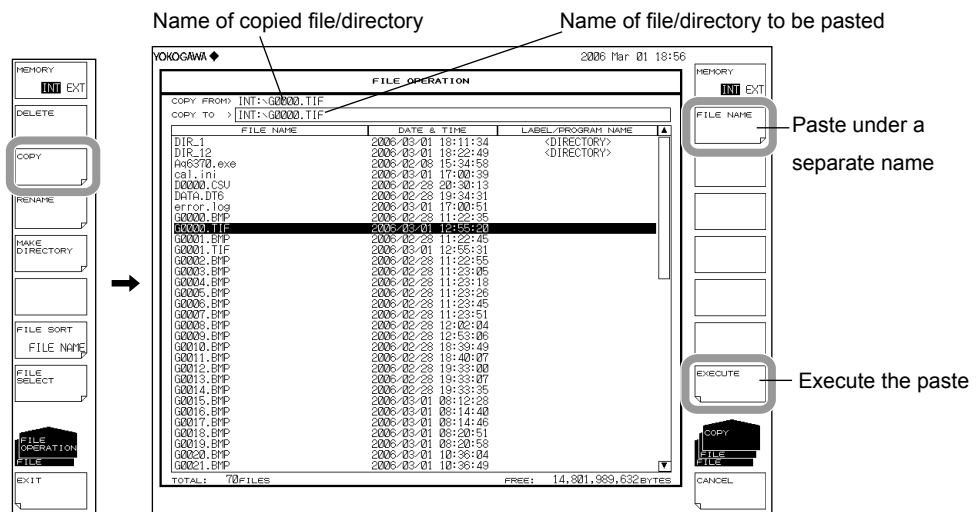 Name of copied file/directory
Name of file/directory to be pasted
MEMORY
INT EXT
DELETE
COPY
RENAME
MAKE
DIRECTORY
FILE SORT
FILE NAME
FILE
SELECT
FILE
OPERATION
FILE
EXIT
YOKOGAWA ◆ 2006 Mar 01 18:56
FILE OPERATION
COPY FROM> INT:\G0000.TIF
COPY TO > INT:\G0000.TIF
FILE NAME DATE & TIME LABEL/PROGRAM NAME
DIR_1 2006/03/01 18:11:34 <DIRECTORY>
DIR_12 2006/03/01 18:22:49 <DIRECTORY>
Aq6370.exe 2006/02/08 15:34:58
cal.ini 2006/03/01 17:00:39
D0000.CSV 2006/02/28 20:30:13
DATA.DT6 2006/02/28 19:34:31
error.log 2006/03/01 17:00:51
G0000.BMP 2006/02/28 11:22:35
G0000.TIF 2006/03/01 12:55:20
G0001.BMP 2006/02/28 11:22:45
G0001.TIF 2006/03/01 12:55:31
G0002.BMP 2006/02/28 11:22:55
G0003.BMP 2006/02/28 11:23:05
G0004.BMP 2006/02/28 11:23:18
G0005.BMP 2006/02/28 11:23:26
G0006.BMP 2006/02/28 11:23:45
G0007.BMP 2006/02/28 11:23:51
G0008.BMP 2006/02/28 12:02:04
G0009.BMP 2006/02/28 12:53:06
G0010.BMP 2006/02/28 18:39:49
G0011.BMP 2006/02/28 18:40:07
G0012.BMP 2006/02/28 19:33:00
G0013.BMP 2006/02/28 19:33:07
G0014.BMP 2006/02/28 19:33:35
G0015.BMP 2006/03/01 08:12:28
G0016.BMP 2006/03/01 08:14:40
G0017.BMP 2006/03/01 08:14:46
G0018.BMP 2006/03/01 08:20:51
G0019.BMP 2006/03/01 08:20:58
G0020.BMP 2006/03/01 10:36:04
G0021.BMP 2006/03/01 10:36:49
TOTAL: 70FILES FREE: 14,801,989,632BYTES
MEMORY
INT EXT
FILE NAME
Paste under a
separate name
EXECUTE
Execute the paste
COPY
FILE
FILE
CANCEL